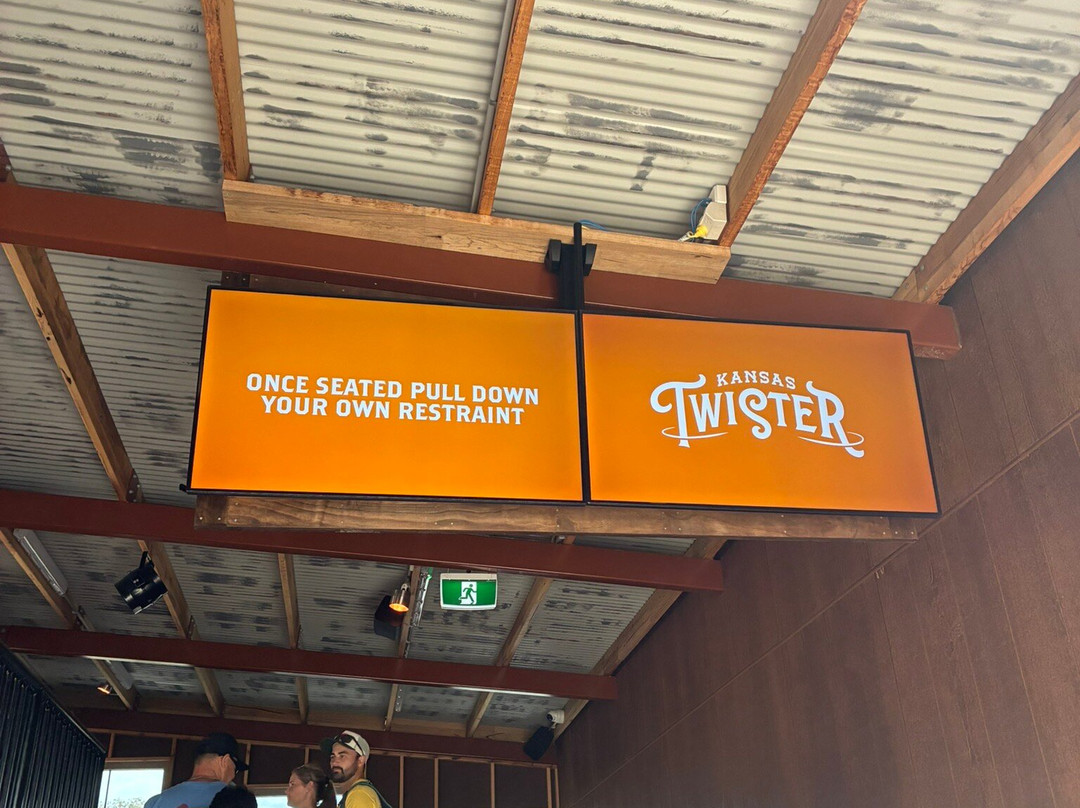 ONCE SEATED PULL DOWN
YOUR OWN RESTRAINT
KANSAS
TWISTER